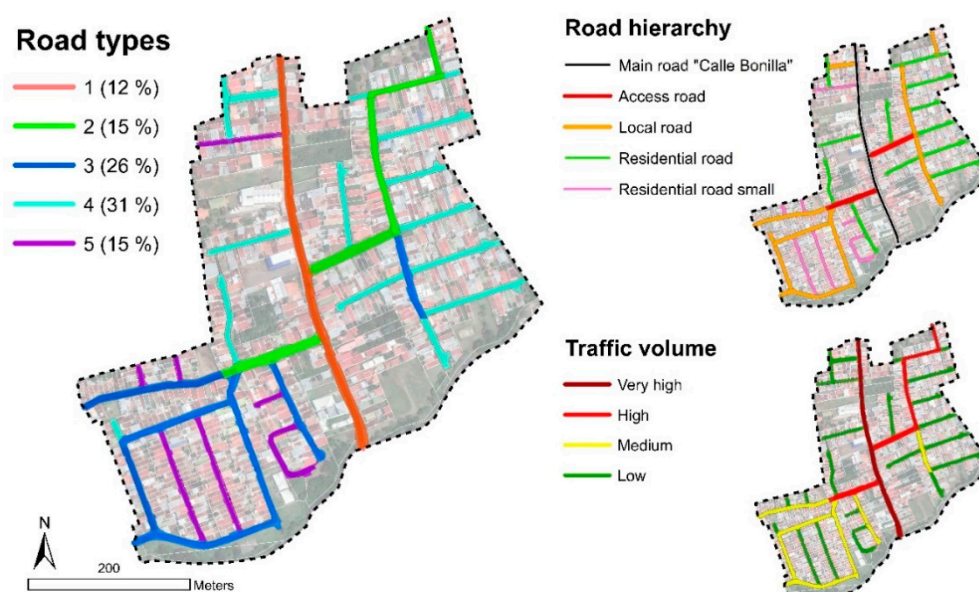 Road types
1 (12 %)
2 (15 %)
3 (26 %)
4 (31 %)
5 (15 %)
N
200
Meters
Road hierarchy
Main road "Calle Bonilla"
Access road
Local road
Residential road
Residential road small
Traffic volume
Very high
High
Medium
Low